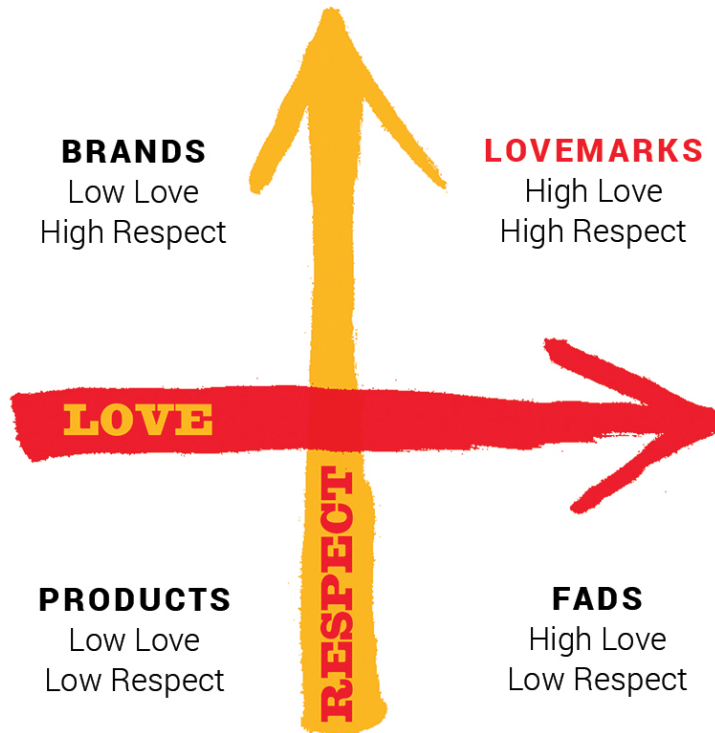 BRANDS
Low Love
High Respect
LOVEMARKS
High Love
High Respect
LOVE
RESPECT
PRODUCTS
Low Love
Low Respect
FADS
High Love
Low Respect